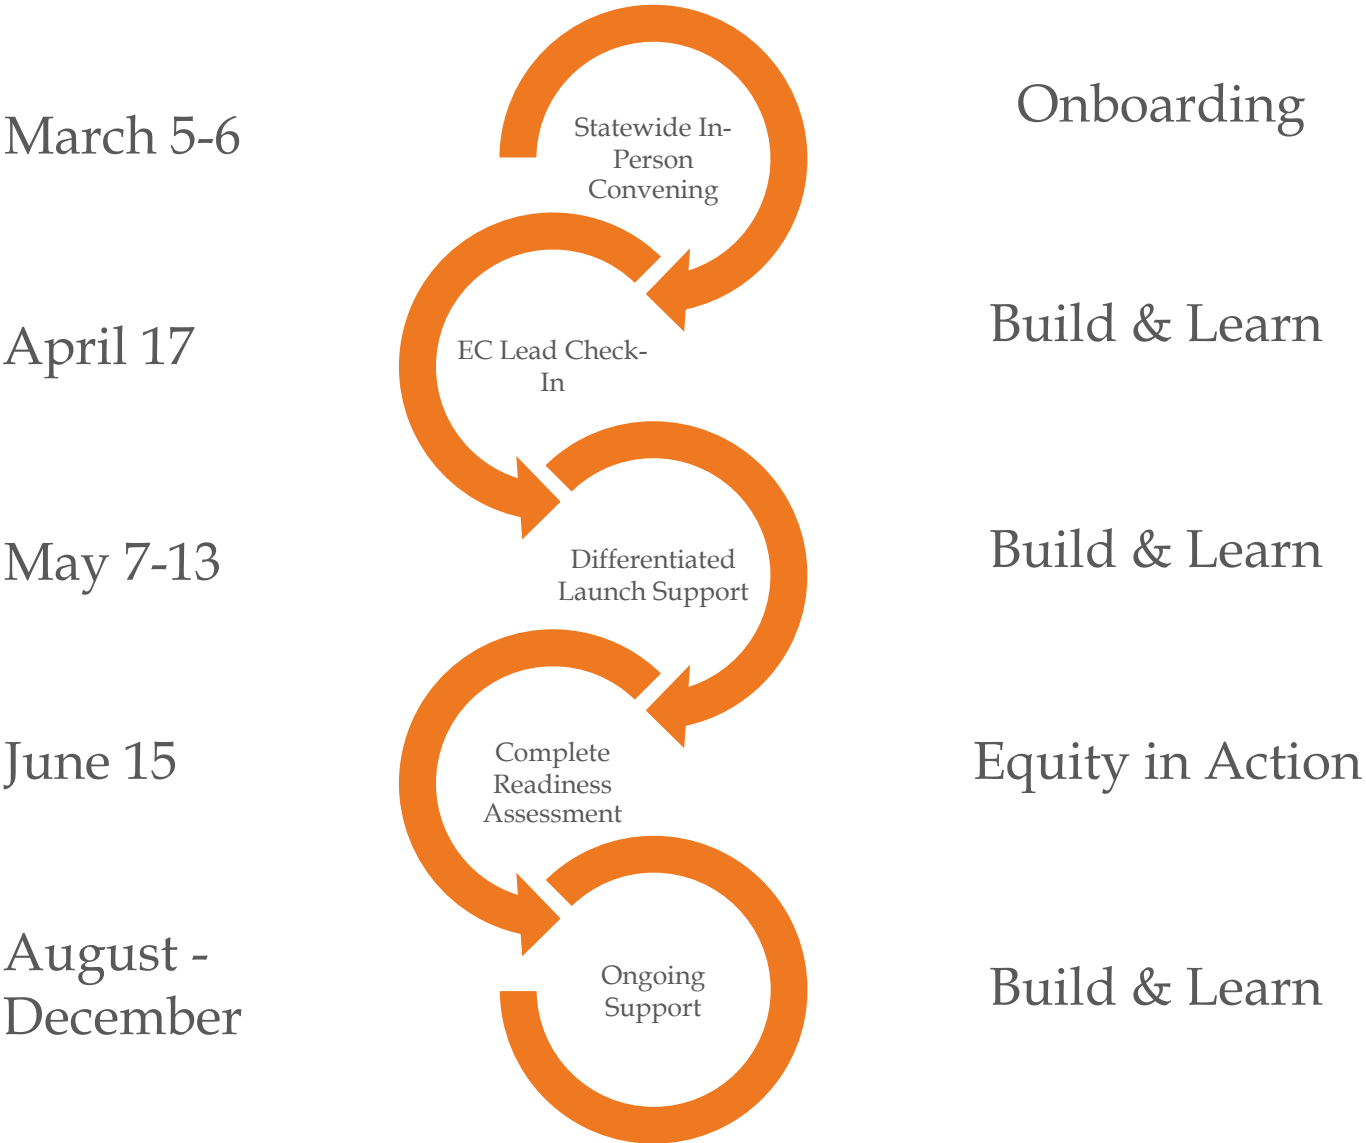 March 5-6
Statewide In-
Person
Convening
Onboarding
April 17
EC Lead Check-
In
Build & Learn
May 7-13
Differentiated
Launch Support
Build & Learn
June 15
Complete
Readiness
Assessment
Equity in Action
August -
December
Ongoing
Support
Build & Learn